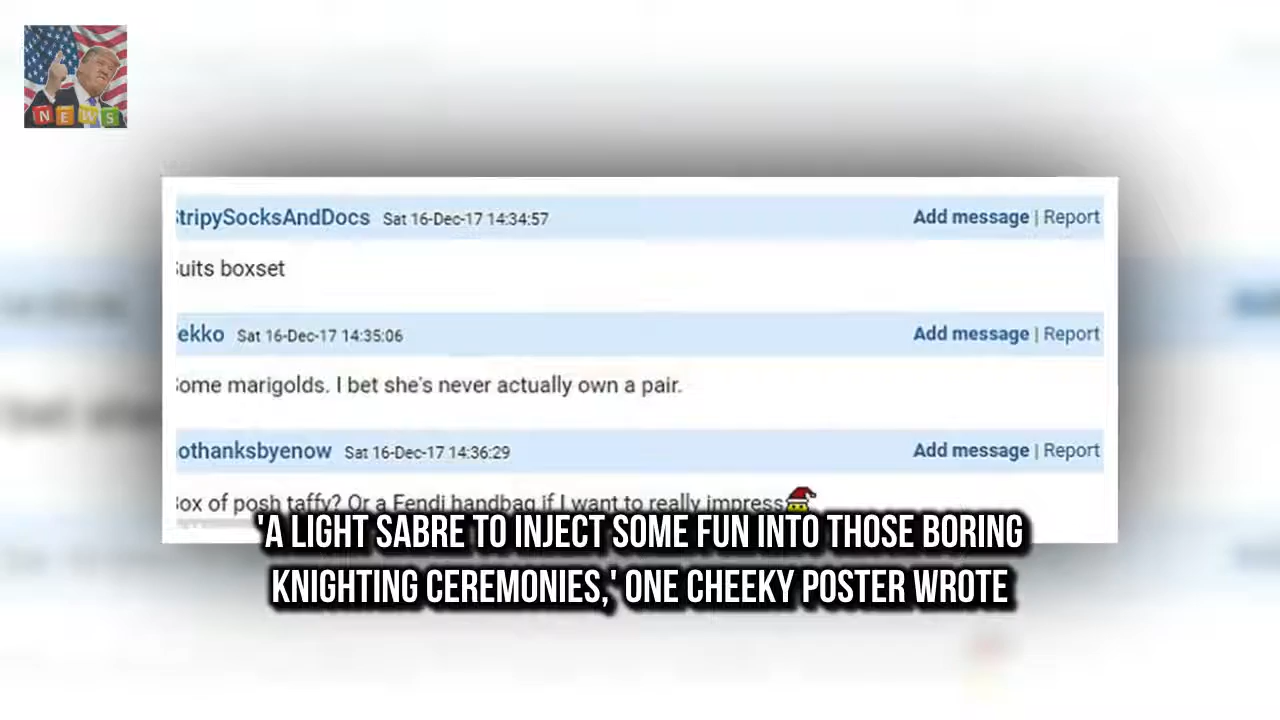 NEWS
tripySocksAndDocs Sat 16-Dec-17 14:34:57 Add message | Report
uits boxset
ekko Sat 16-Dec-17 14:35:06 Add message | Report
ome marigolds. I bet she's never actually own a pair.
othanksbyenow Sat 16-Dec-17 14:36:29 Add message | Report
ox of posh taffy? Or a Fendi handbag if I want to really impress
'A LIGHT SABRE TO INJECT SOME FUN INTO THOSE BORING
KNIGHTING CEREMONIES,' ONE CHEEKY POSTER WROTE